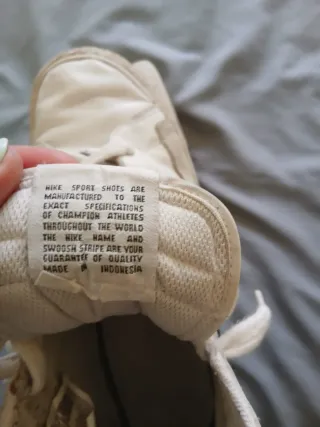 NIKE SPORT SHOES ARE
MANUFACTURED TO THE
EXACT SPECIFICATIONS
OF CHAMPION ATHLETES
THROUGHOUT THE WORLD
THE NIKE NAME AND
SWOOSH STRIPE ARE YOUR
GUARANTEE OF QUALITY
MADE IN INDONESIA